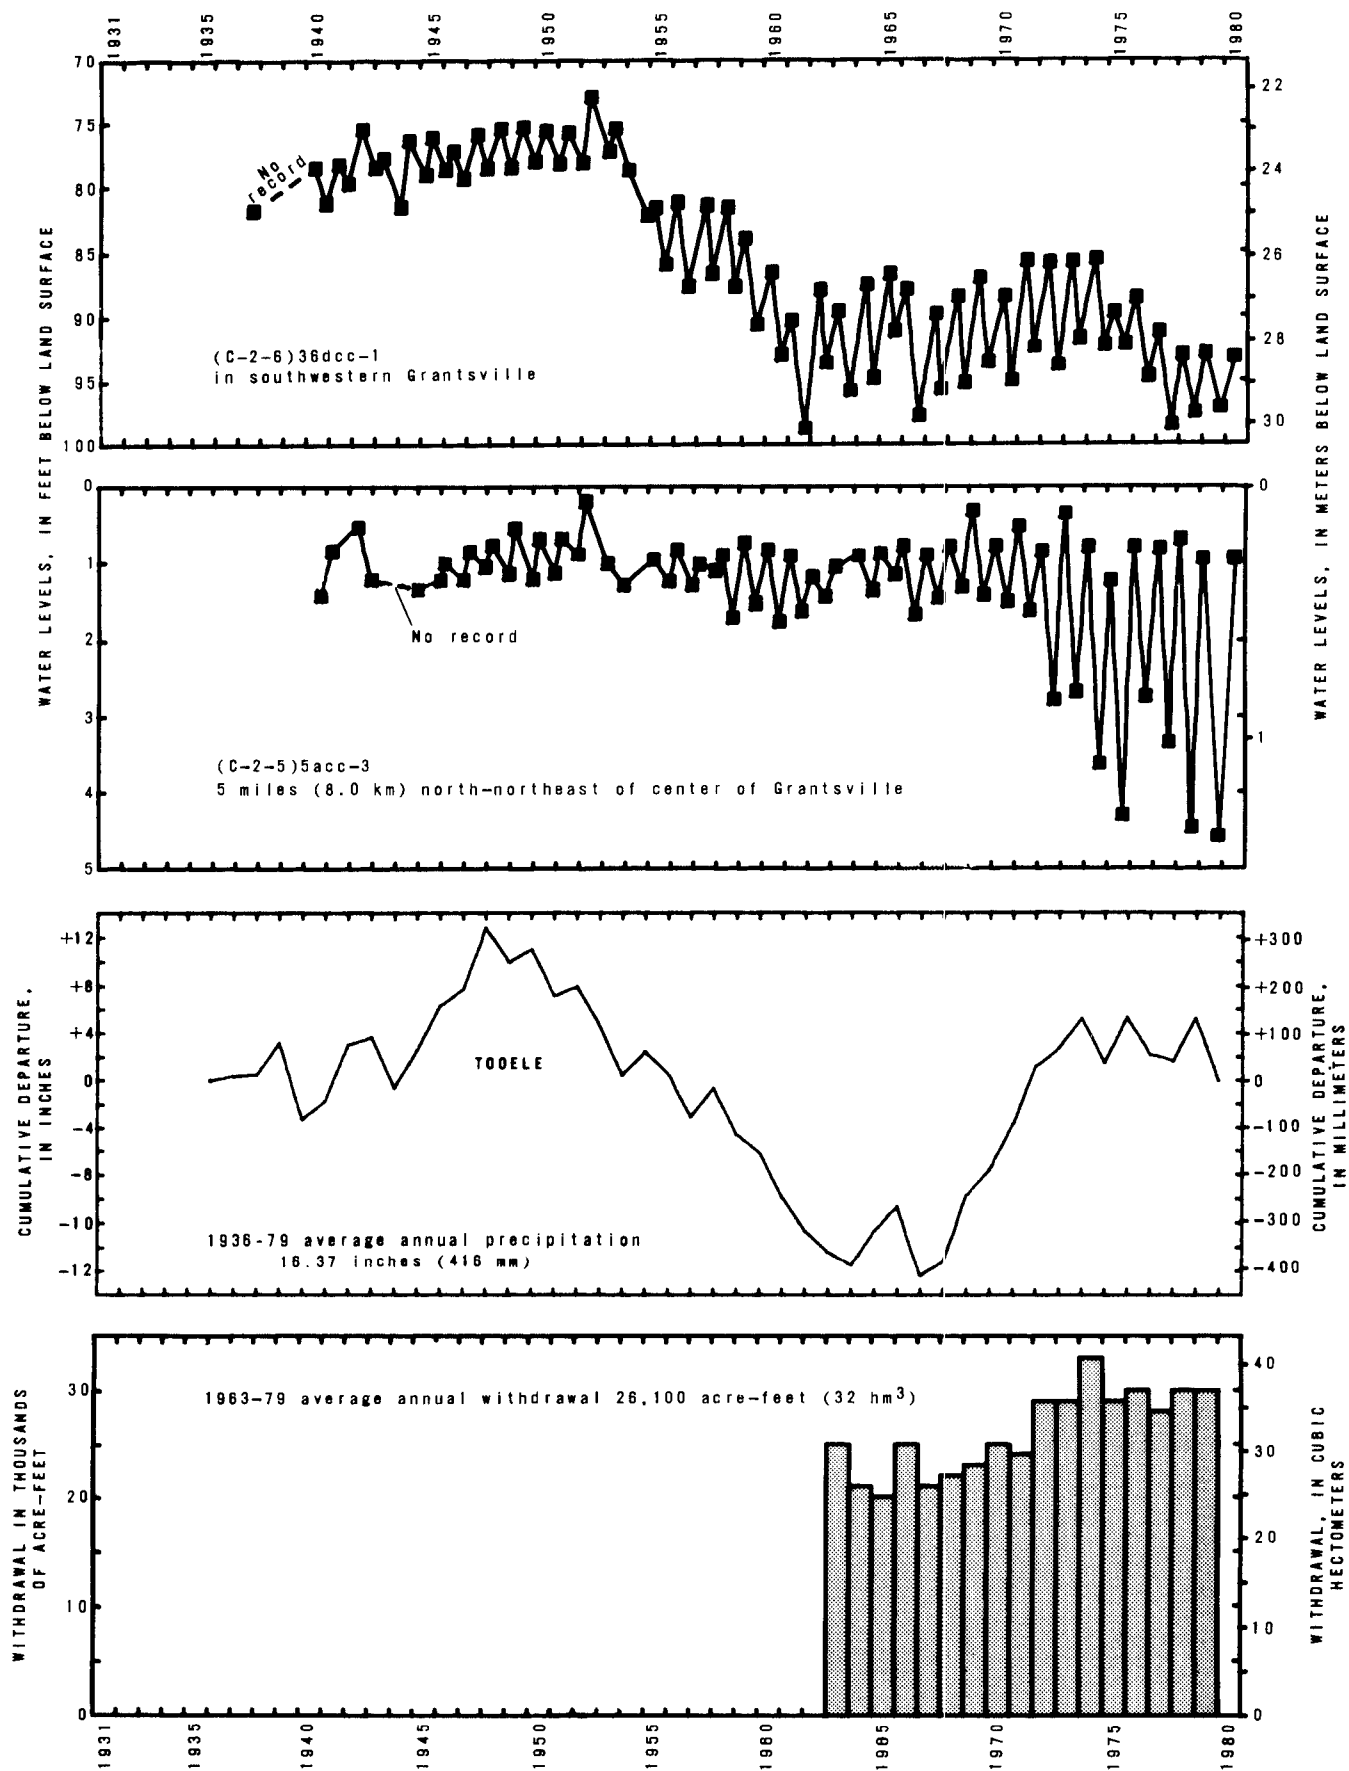 1931 1935 1940 1945 1950 1955 1960 1965 1970 1975 1980
WATER LEVELS, IN FEET BELOW LAND SURFACE
70
75
80
85
90
95
100
No
record
(C-2-6)36dcc-1
in southwestern Grantsville
22
24
26
28
30
WATER LEVELS, IN METERS BELOW LAND SURFACE
0
1
2
3
4
5
No record
(C-2-5)5acc-3
5 miles (8.0 km) north-northeast of center of Grantsville
0
1
CUMULATIVE DEPARTURE,
IN INCHES
+12
+8
+4
0
-4
-8
-10
-12
TOOELE
1936-79 average annual precipitation
16.37 inches (416 mm)
+300
+200
+100
0
-100
-200
-300
-400
CUMULATIVE DEPARTURE,
IN MILLIMETERS
WITHDRAWAL IN THOUSANDS
OF ACRE-FEET
30
20
10
0
1963-79 average annual withdrawal 26,100 acre-feet (32 hm³)
40
30
20
10
0
WITHDRAWAL, IN CUBIC
HECTOMETERS
1931 1935 1940 1945 1950 1955 1960 1965 1970 1975 1980